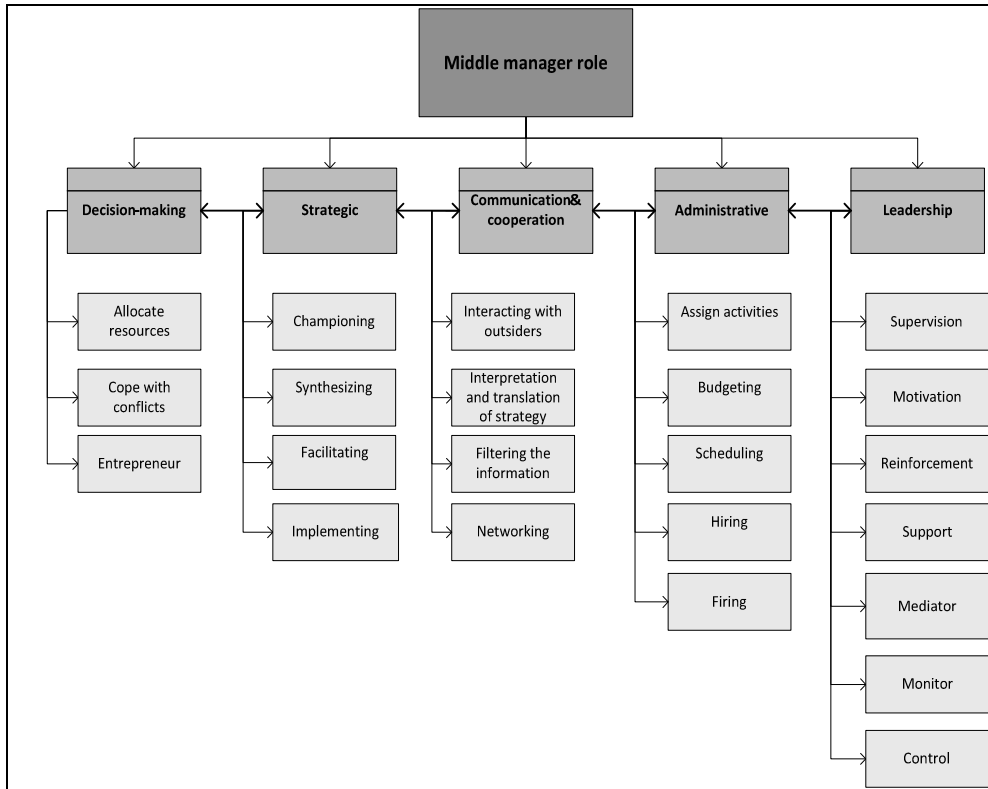 Middle manager role
Decision-making
Strategic
Communication&
cooperation
Administrative
Leadership
Allocate
resources
Cope with
conflicts
Entrepreneur
Championing
Synthesizing
Facilitating
Implementing
Interacting with
outsiders
Interpretation
and translation
of strategy
Filtering the
information
Networking
Assign activities
Budgeting
Scheduling
Hiring
Firing
Supervision
Motivation
Reinforcement
Support
Mediator
Monitor
Control